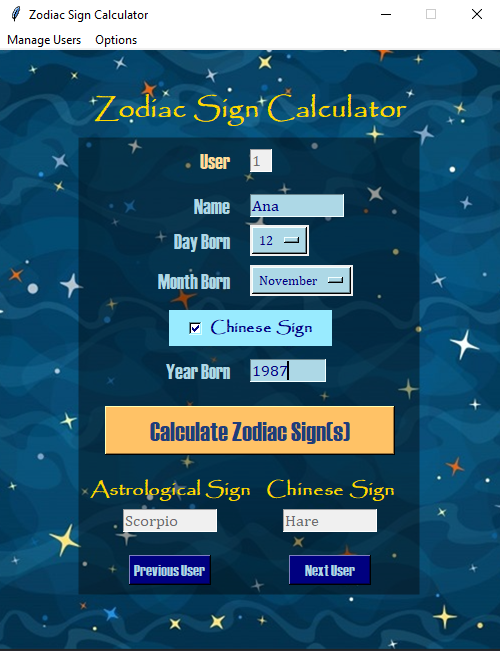 Zodiac Sign Calculator
Manage Users Options
Zodiac Sign Calculator
User 1
Name Ana
Day Born 12
Month Born November
Chinese Sign
Year Born 1987
Calculate Zodiac Sign(s)
Astrological Sign Chinese Sign
Scorpio Hare
Previous User Next User